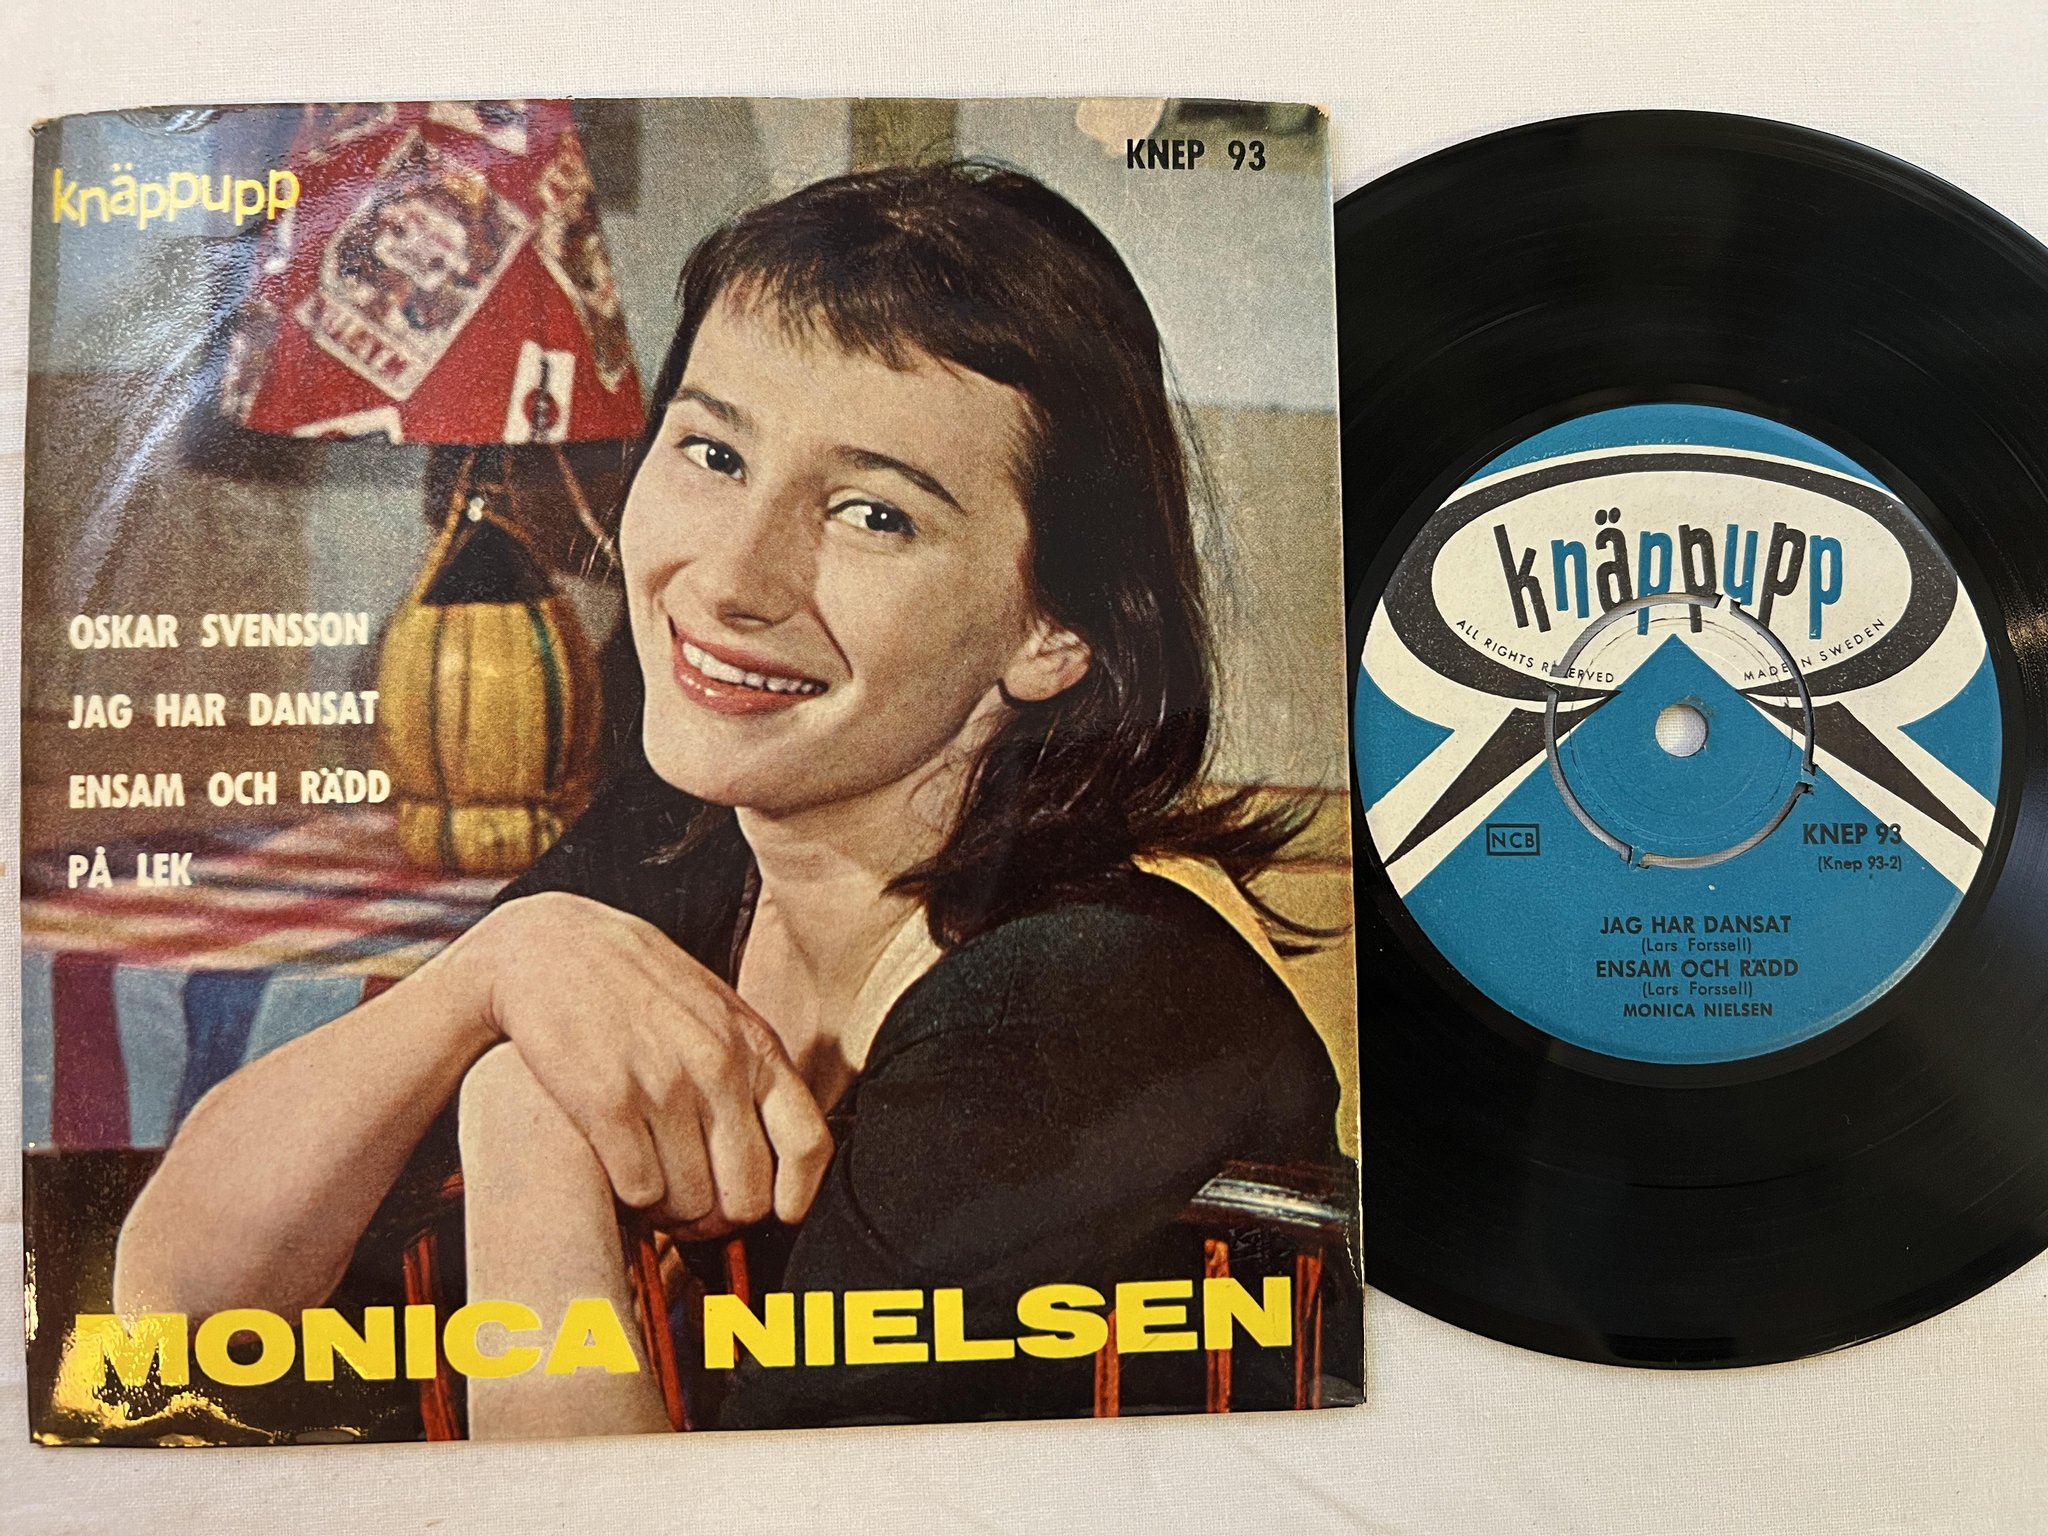 knäppupp
KNEP 93
OSKAR SVENSSON
JAG HAR DANSAT
ENSAM OCH RÄDD
PÅ LEK
MONICA NIELSEN
knäppupp
ALL RIGHTS R ERVED
MADE N SWEDEN
NCB
KNEP 93
(Knep 93-2)
JAG HAR DANSAT
(Lars Forssell)
ENSAM OCH RÄDD
(Lars Forssell)
MONICA NIELSEN